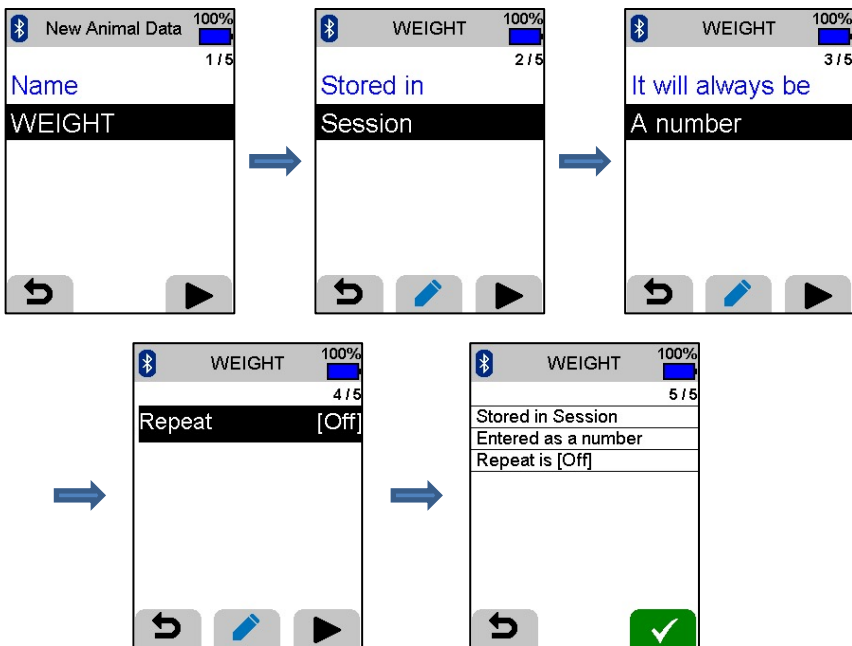 New Animal Data 100%
1 / 5
Name
WEIGHT
WEIGHT 100%
2 / 5
Stored in
Session
WEIGHT 100%
3 / 5
It will always be
A number
WEIGHT 100%
4 / 5
Repeat [Off]
WEIGHT 100%
5 / 5
Stored in Session
Entered as a number
Repeat is [Off]